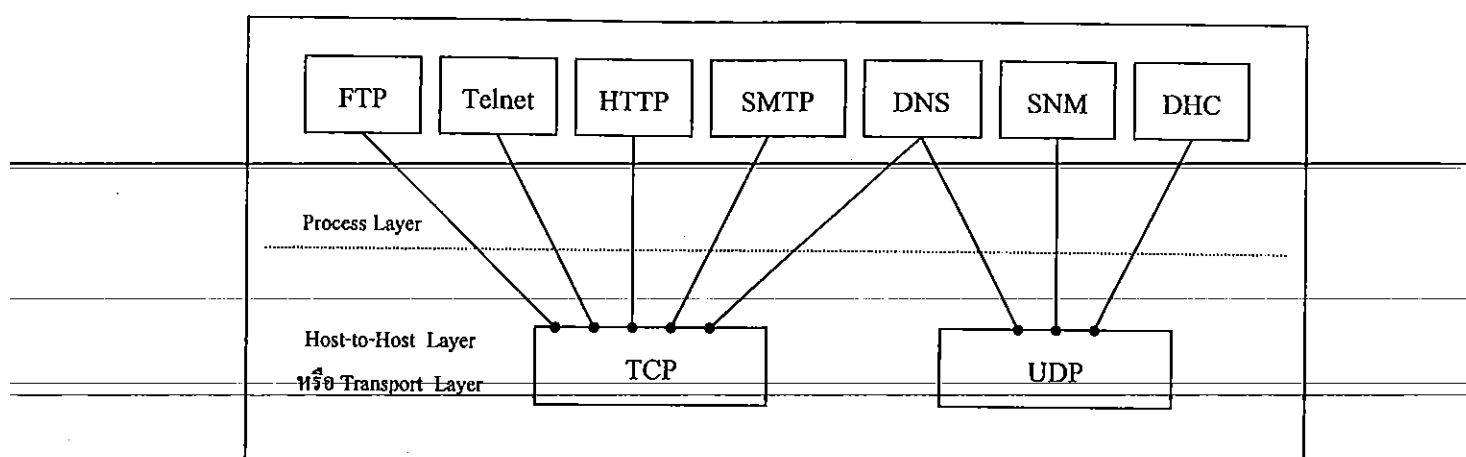 FTP Telnet HTTP SMTP DNS SNM DHC
Process Layer
Host-to-Host Layer
หรือ Transport Layer
TCP UDP